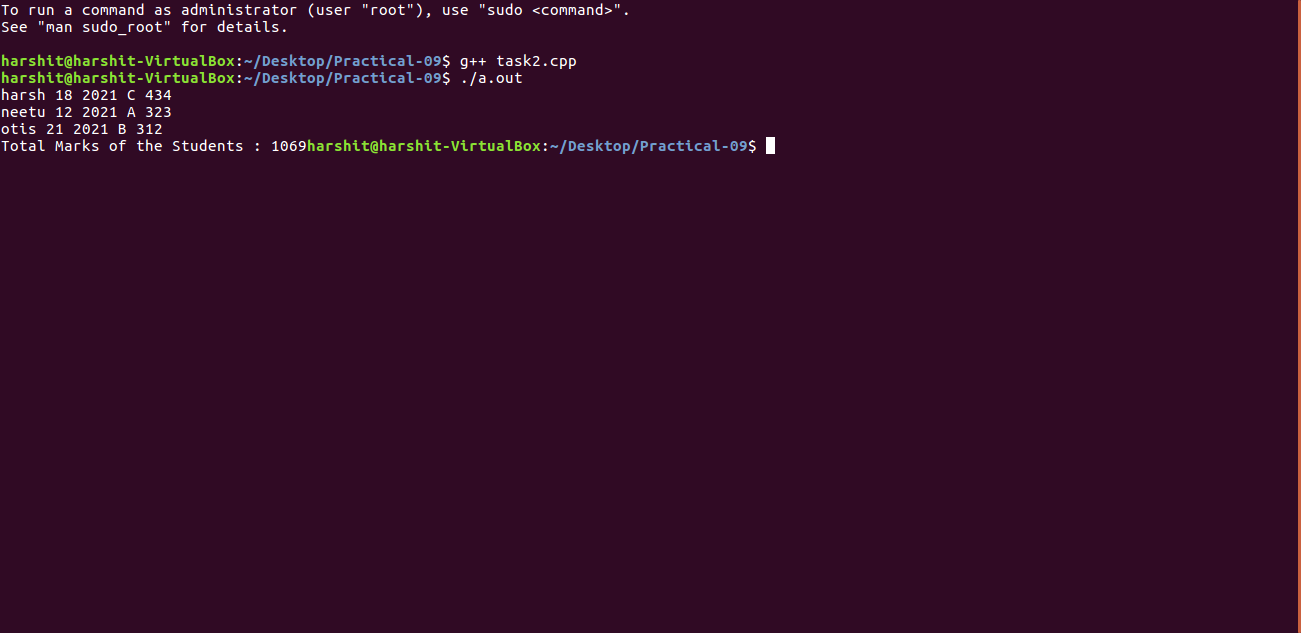 To run a command as administrator (user "root"), use "sudo <command>".
See "man sudo_root" for details.
harshit@harshit-VirtualBox:~/Desktop/Practical-09$ g++ task2.cpp
harshit@harshit-VirtualBox:~/Desktop/Practical-09$ ./a.out
harsh 18 2021 C 434
neetu 12 2021 A 323
otis 21 2021 B 312
Total Marks of the Students : 1069harshit@harshit-VirtualBox:~/Desktop/Practical-09$